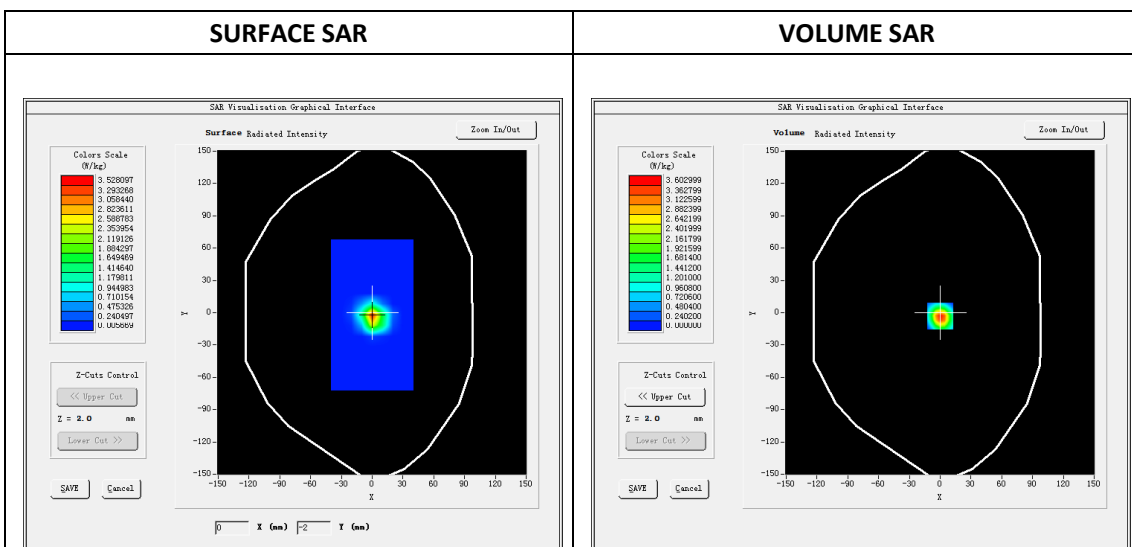 SURFACE SAR
VOLUME SAR
SAR Visualisation Graphical Interface
Surface Radiated Intensity
Zoom In/Out
Colors Scale
(W/kg)
3.528097
3.293268
3.058440
2.823611
2.588783
2.353954
2.119126
1.884297
1.649469
1.414640
1.179811
0.944983
0.710154
0.475326
0.240497
0.005669
Z-Cuts Control
<< Upper Cut
Z = 2.0 mm
Lower Cut >>
SAVE Cancel
150
120
90
60
30
0
-30
-60
-90
-120
-150
Y
-150 -120 -90 -60 -30 0 30 60 90 120 150
X
0 X (mm) -2 Y (mm)
SAR Visualisation Graphical Interface
Volume Radiated Intensity
Zoom In/Out
Colors Scale
(W/kg)
3.602999
3.362799
3.122599
2.882399
2.642199
2.401999
2.161799
1.921599
1.681400
1.441200
1.201000
0.960800
0.720600
0.480400
0.240200
0.000000
Z-Cuts Control
<< Upper Cut
Z = 2.0 mm
Lower Cut >>
SAVE Cancel
150
120
90
60
30
0
-30
-60
-90
-120
-150
Y
-150 -120 -90 -60 -30 0 30 60 90 120 150
X